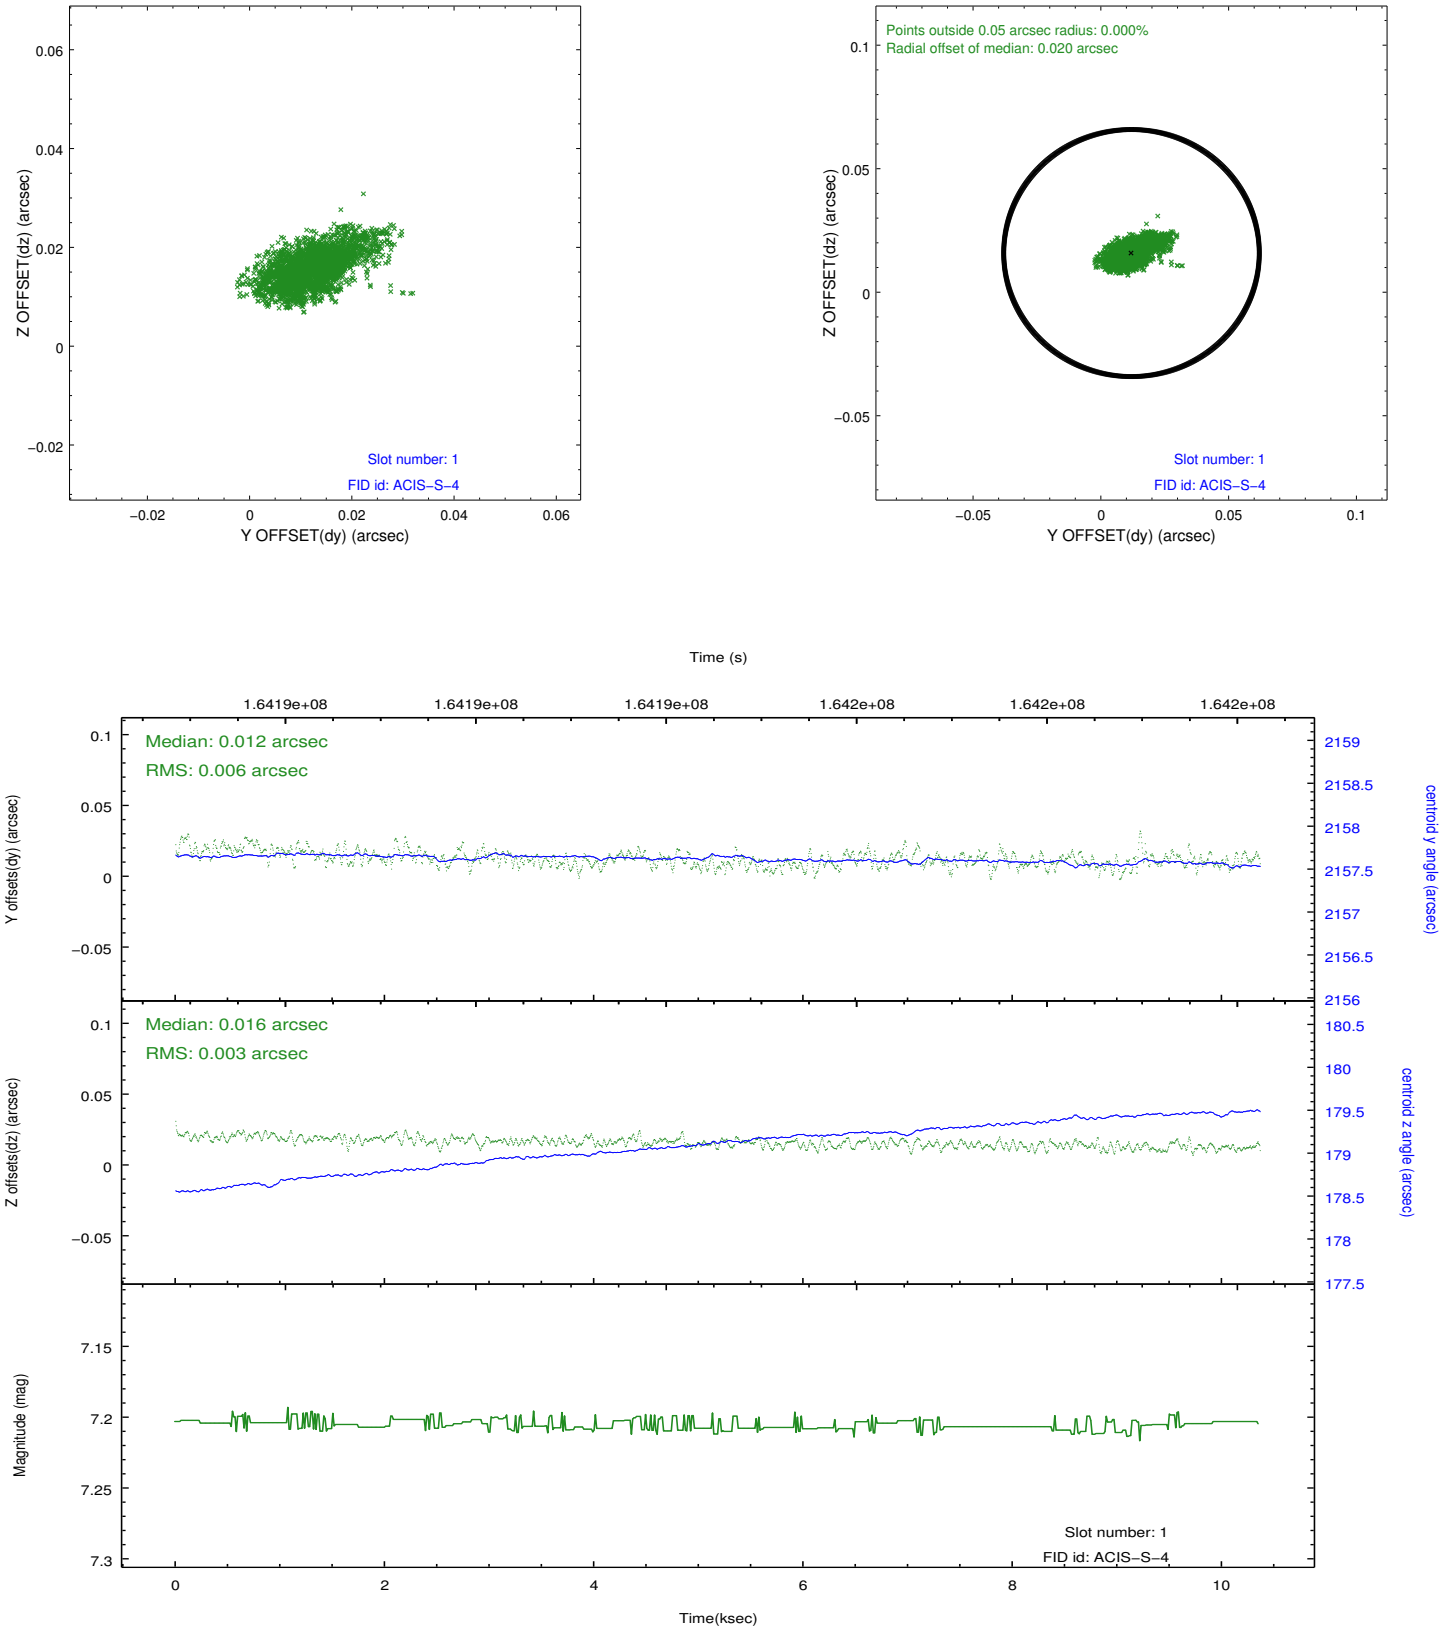 0.06
0.04
0.02
0
−0.02
Z OFFSET(dz) (arcsec)
Slot number: 1
FID id: ACIS−S−4
−0.02 0 0.02 0.04 0.06
Y OFFSET(dy) (arcsec)
Points outside 0.05 arcsec radius: 0.000%
Radial offset of median: 0.020 arcsec
0.1
0.05
0
−0.05
Z OFFSET(dz) (arcsec)
Slot number: 1
FID id: ACIS−S−4
−0.05 0 0.05 0.1
Y OFFSET(dy) (arcsec)
Time (s)
1.6419e+08 1.6419e+08 1.6419e+08 1.642e+08 1.642e+08 1.642e+08
Median: 0.012 arcsec
RMS: 0.006 arcsec
0.1
0.05
0
−0.05
Y offsets(dy) (arcsec)
2159
2158.5
2158
2157.5
2157
2156.5
2156
centroid y angle (arcsec)
Median: 0.016 arcsec
RMS: 0.003 arcsec
0.1
0.05
0
−0.05
Z offsets(dz) (arcsec)
180.5
180
179.5
179
178.5
178
177.5
centroid z angle (arcsec)
7.15
7.2
7.25
7.3
Magnitude (mag)
Slot number: 1
FID id: ACIS−S−4
0 2 4 6 8 10
Time(ksec)